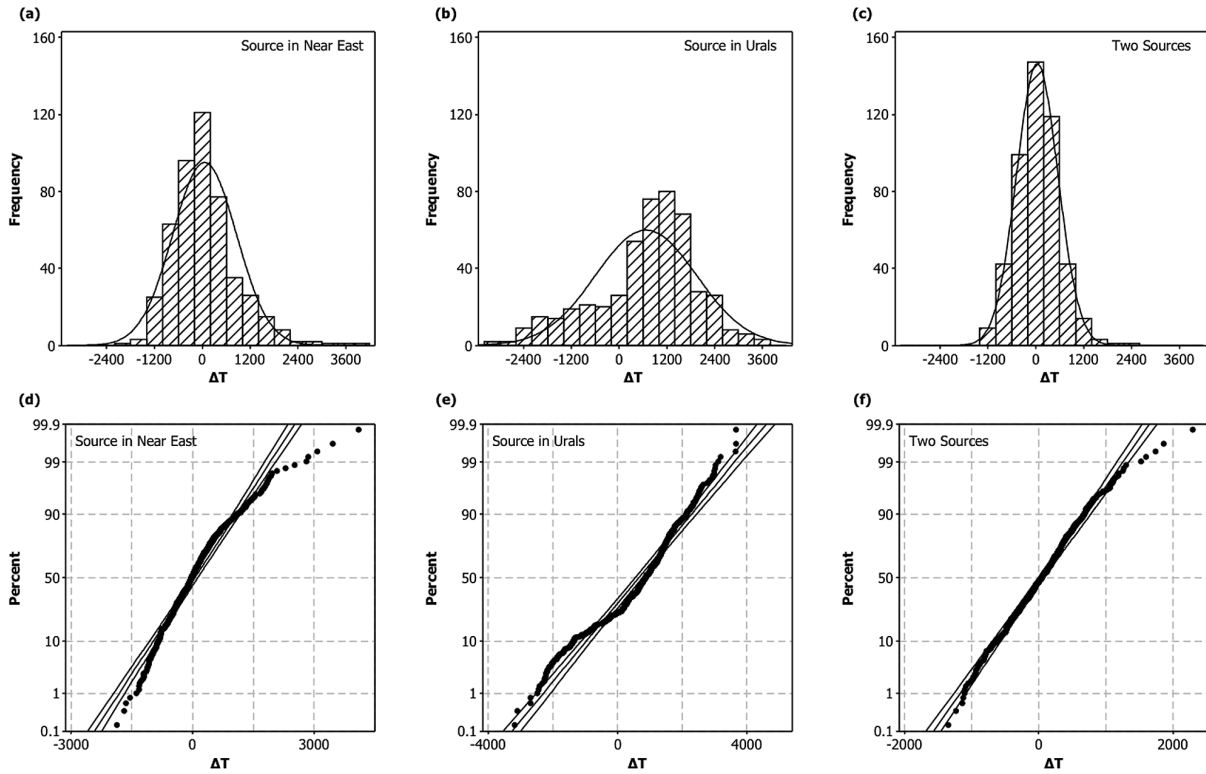 (a)
Source in Near East
160
120
80
40
0
Frequency
-2400 -1200 0 1200 2400 3600
ΔT
(b)
Source in Urals
160
120
80
40
0
Frequency
-2400 -1200 0 1200 2400 3600
ΔT
(c)
Two Sources
160
120
80
40
0
Frequency
-2400 -1200 0 1200 2400 3600
ΔT
(d)
Source in Near East
99.9
99
90
50
10
1
0.1
Percent
-3000 0 3000
ΔT
(e)
Source in Urals
99.9
99
90
50
10
1
0.1
Percent
-4000 0 4000
ΔT
(f)
Two Sources
99.9
99
90
50
10
1
0.1
Percent
-2000 0 2000
ΔT